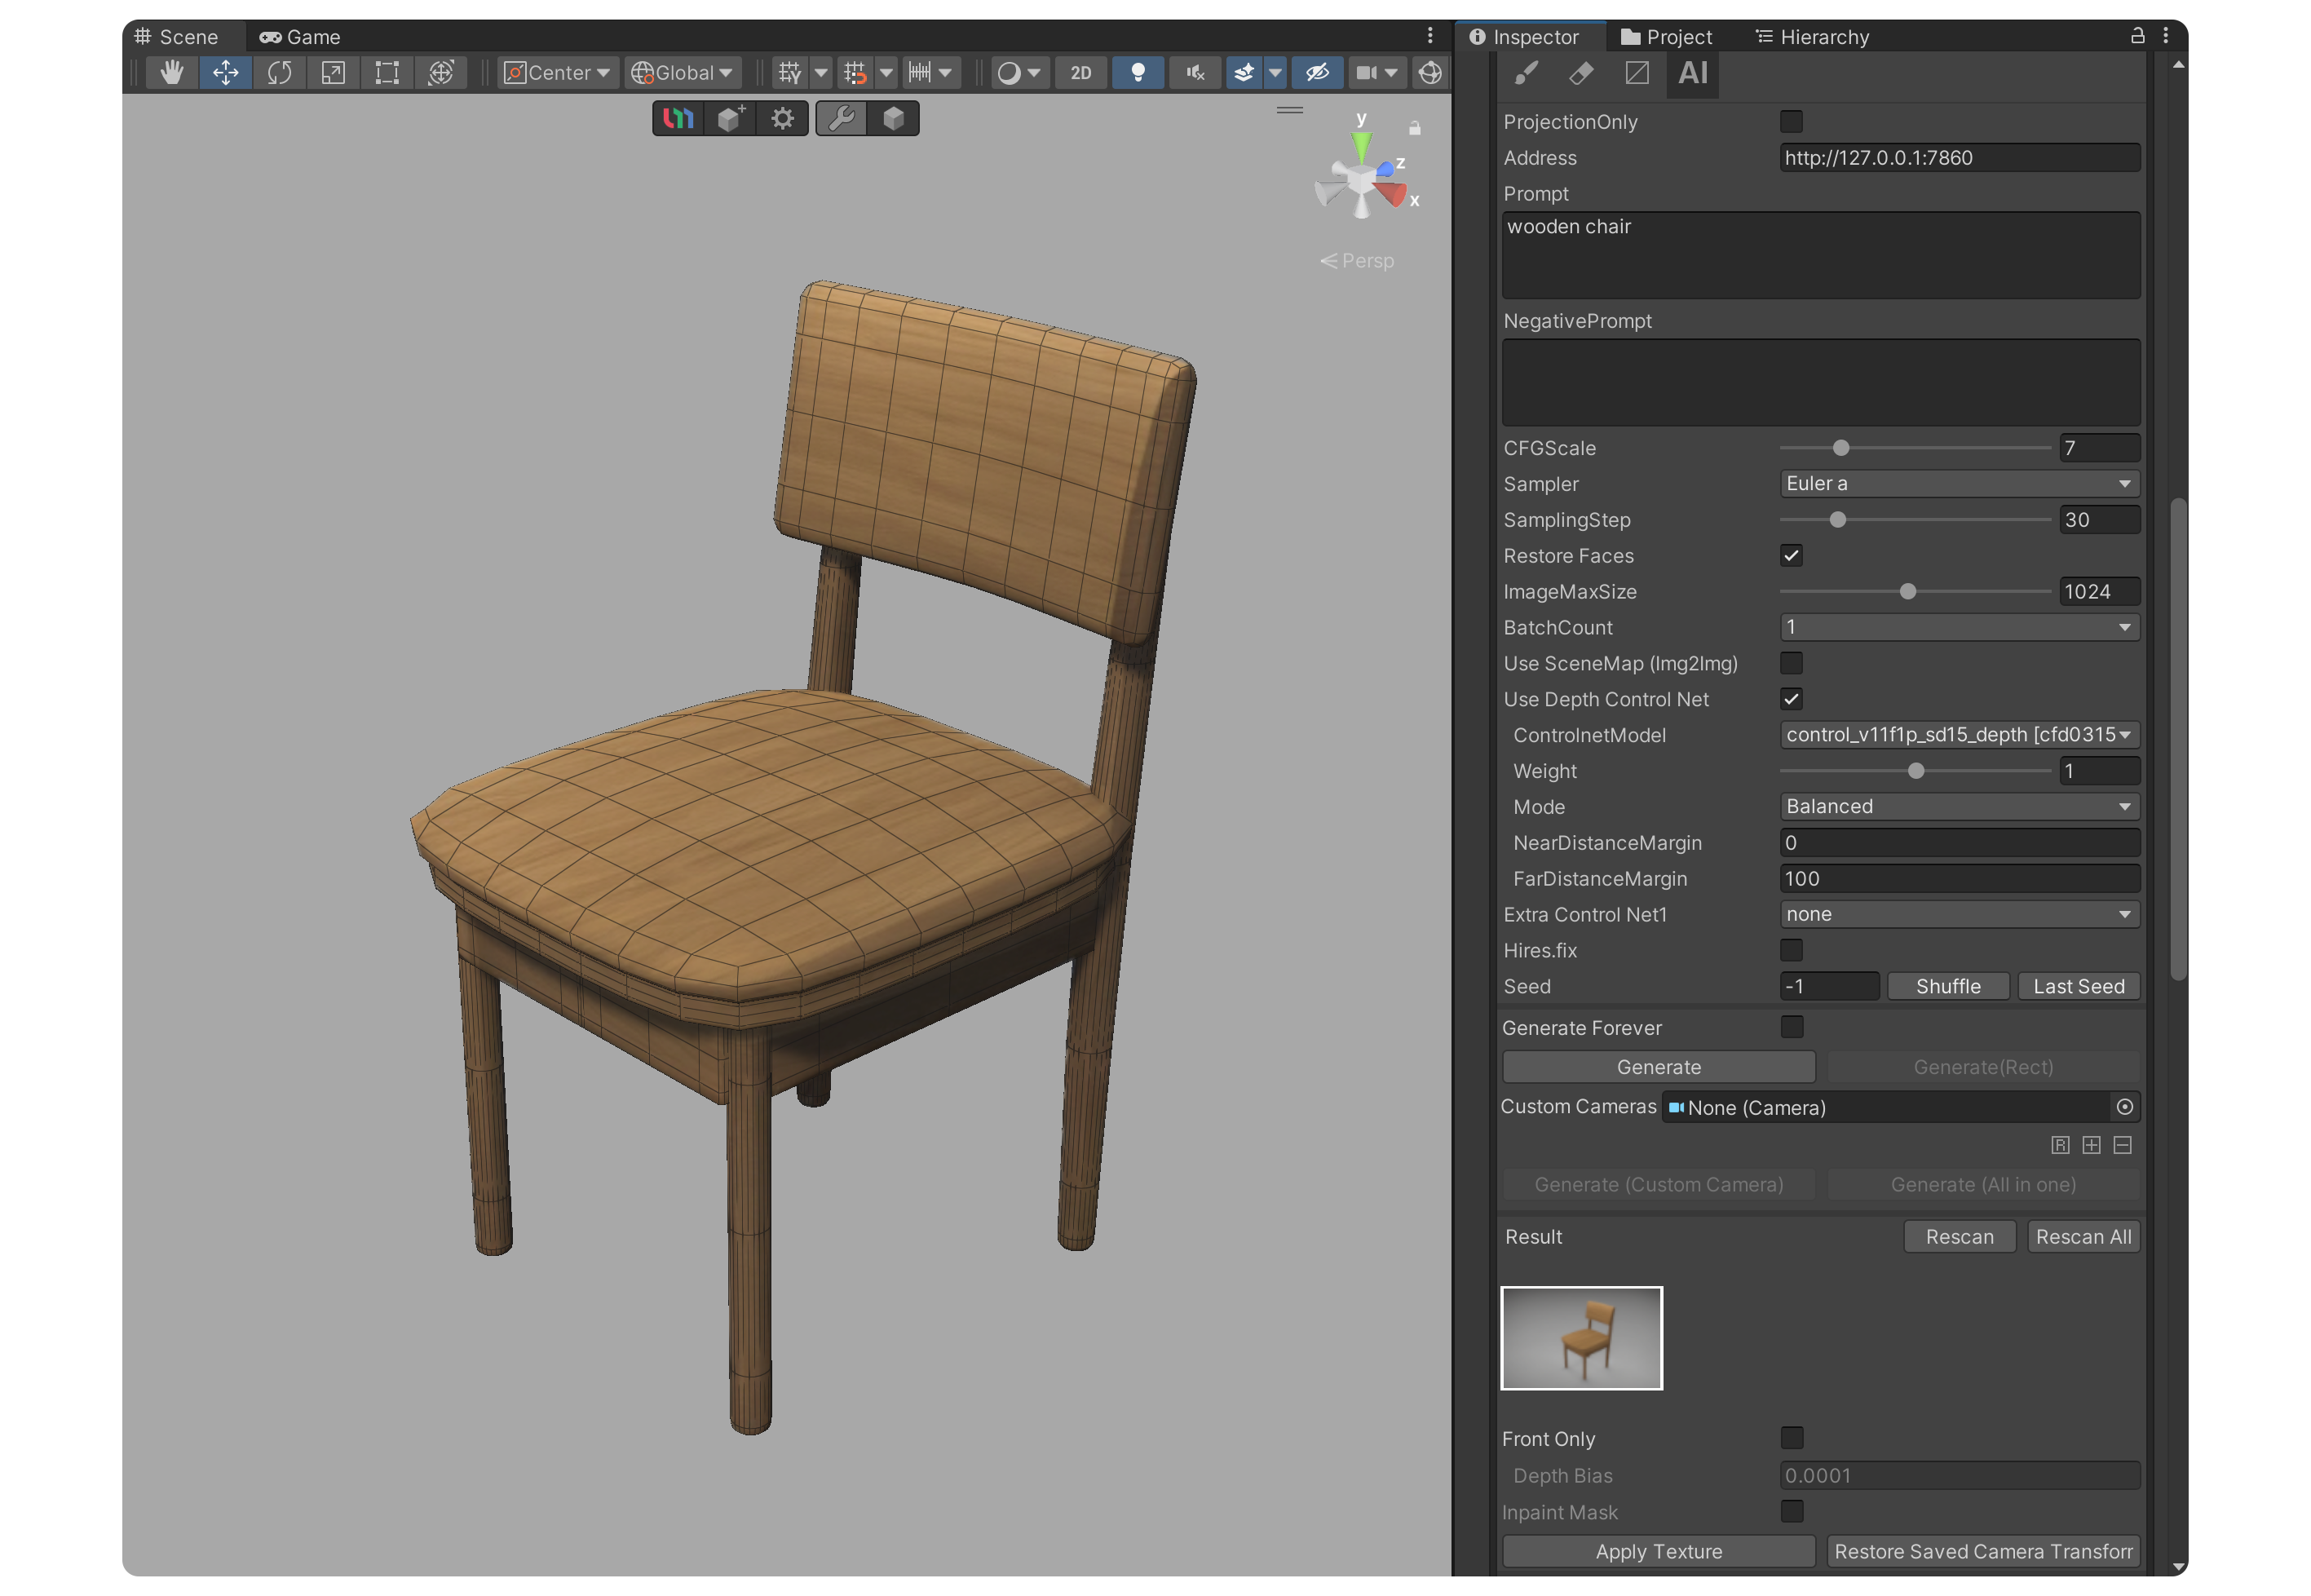 Scene Game
Inspector Project Hierarchy
Center Global 2D
AI
y
z
x
Persp
ProjectionOnly
Address http://127.0.0.1:7860
Prompt
wooden chair
NegativePrompt
CFGScale 7
Sampler Euler a
SamplingStep 30
Restore Faces
ImageMaxSize 1024
BatchCount 1
Use SceneMap (Img2Img)
Use Depth Control Net
ControlnetModel control_v11f1p_sd15_depth [cfd0315
Weight 1
Mode Balanced
NearDistanceMargin 0
FarDistanceMargin 100
Extra Control Net1 none
Hires.fix
Seed -1 Shuffle Last Seed
Generate Forever
Generate Generate(Rect)
Custom Cameras None (Camera)
R
Generate (Custom Camera) Generate (All in one)
Result Rescan Rescan All
Front Only
Depth Bias 0.0001
Inpaint Mask
Apply Texture Restore Saved Camera Transforr